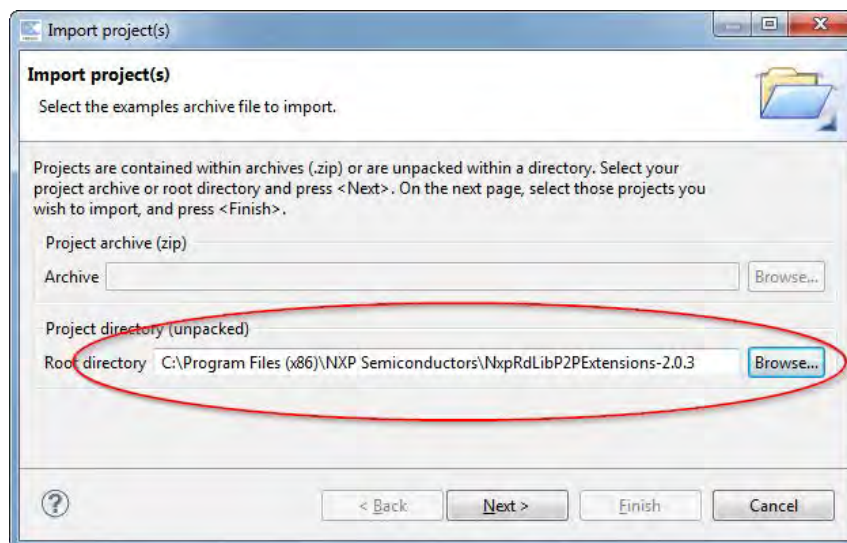 Import project(s)
Import project(s)
Select the examples archive file to import.
Projects are contained within archives (.zip) or are unpacked within a directory. Select your
project archive or root directory and press <Next>. On the next page, select those projects you
wish to import, and press <Finish>.
Project archive (zip)
Archive Browse...
Project directory (unpacked)
Root directory C:\Program Files (x86)\NXP Semiconductors\NxpRdLibP2PExtensions-2.0.3 Browse...
? < Back Next > Finish Cancel